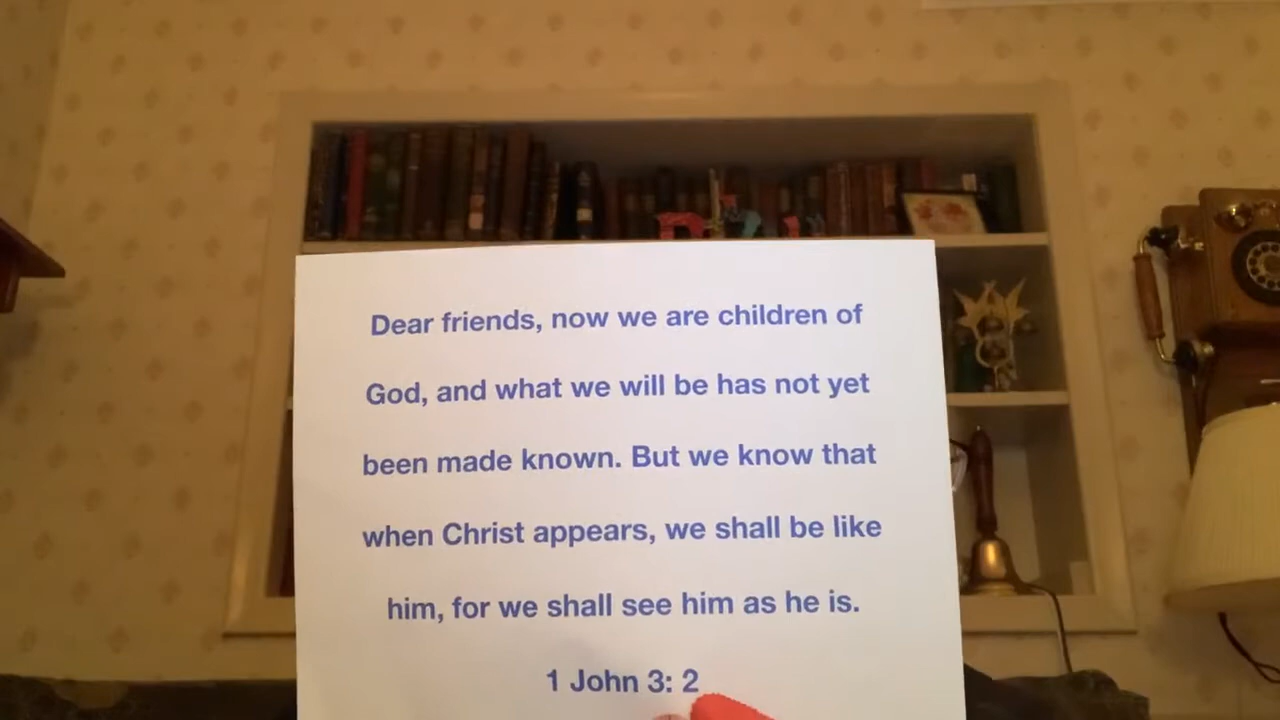 Dear friends, now we are children of
God, and what we will be has not yet
been made known. But we know that
when Christ appears, we shall be like
him, for we shall see him as he is.
1 John 3: 2